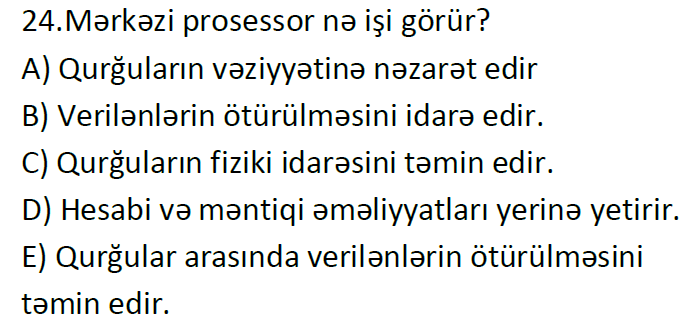 24.Mərkəzi prosessor nə işi görür?
A) Qurğuların vəziyyətinə nəzarət edir
B) Verilənlərin ötürülməsini idarə edir.
C) Qurğuların fiziki idarəsini təmin edir.
D) Hesabi və məntiqi əməliyyatları yerinə yetirir.
E) Qurğular arasında verilənlərin ötürülməsini
təmin edir.